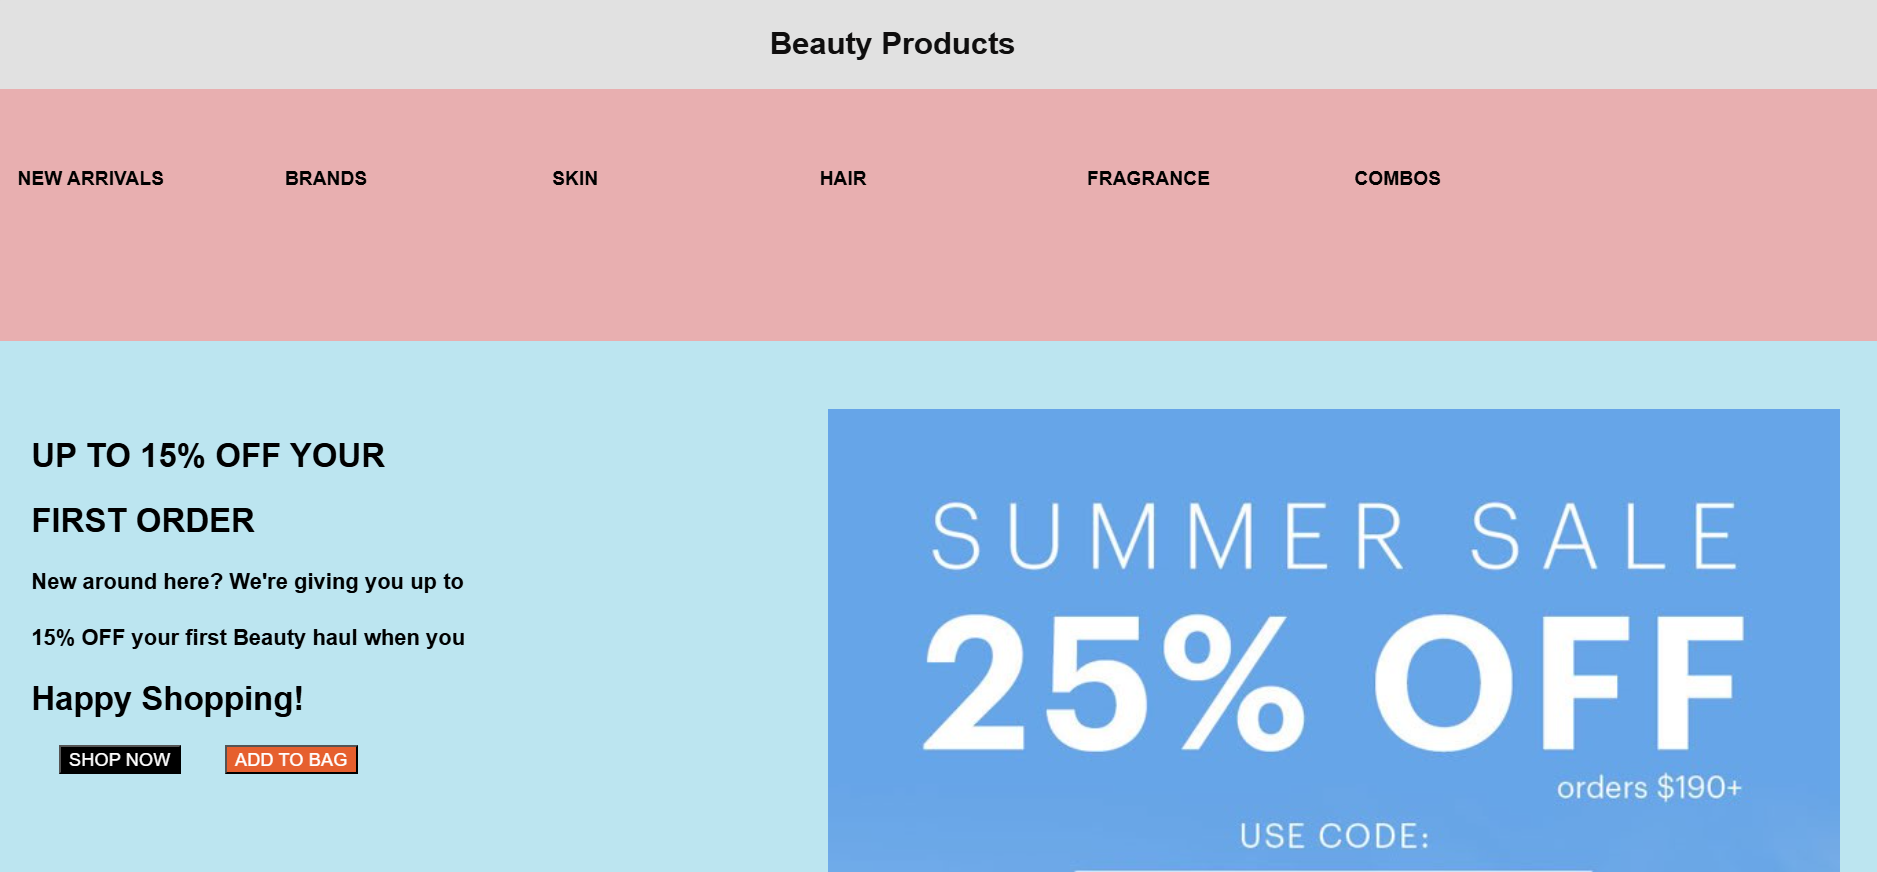 Beauty Products
NEW ARRIVALS BRANDS SKIN HAIR FRAGRANCE COMBOS
UP TO 15% OFF YOUR
FIRST ORDER
New around here? We're giving you up to
15% OFF your first Beauty haul when you
Happy Shopping!
SHOP NOW ADD TO BAG
SUMMER SALE
25% OFF
orders $190+
USE CODE: